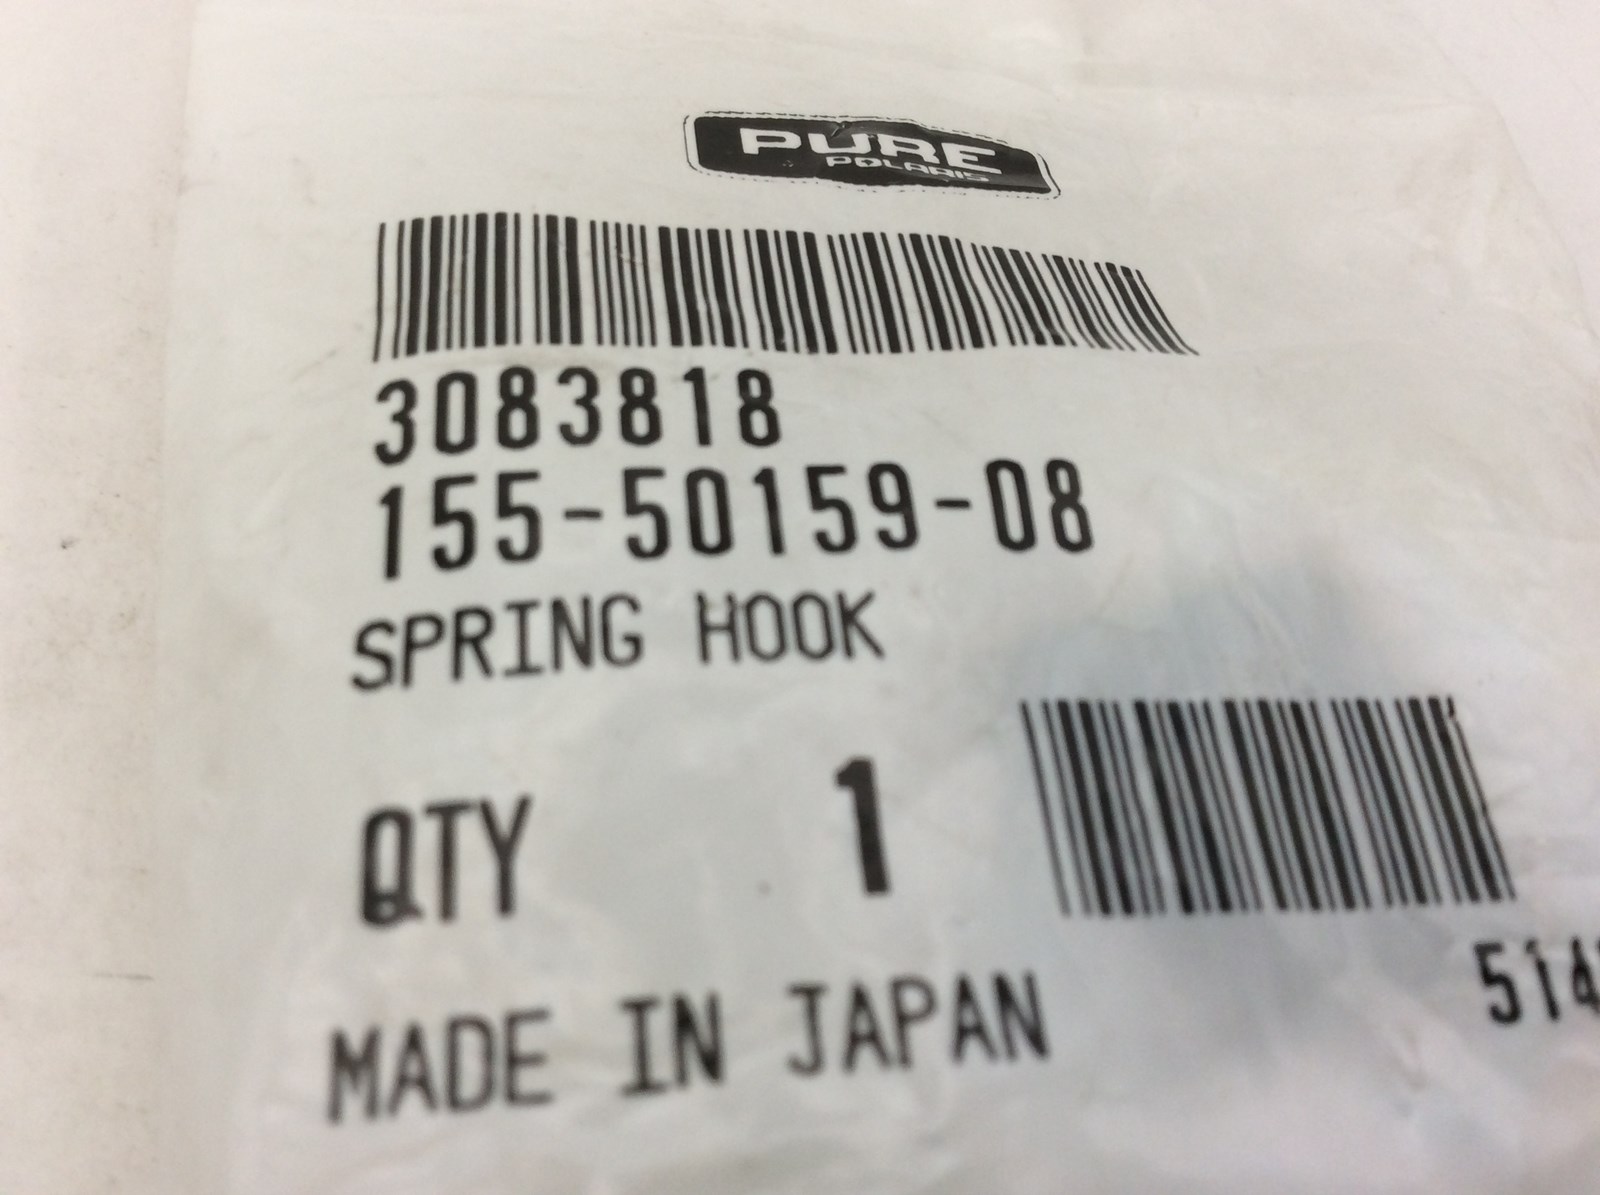 PURE
POLARIS
3083818
155-50159-08
SPRING HOOK
QTY 1
MADE IN JAPAN